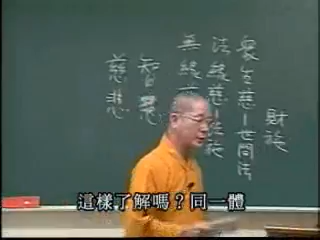 財施
眾生慈—世間法
法緣慈—法施
無緣慈
智慧
慈悲
這樣了解嗎？同一體